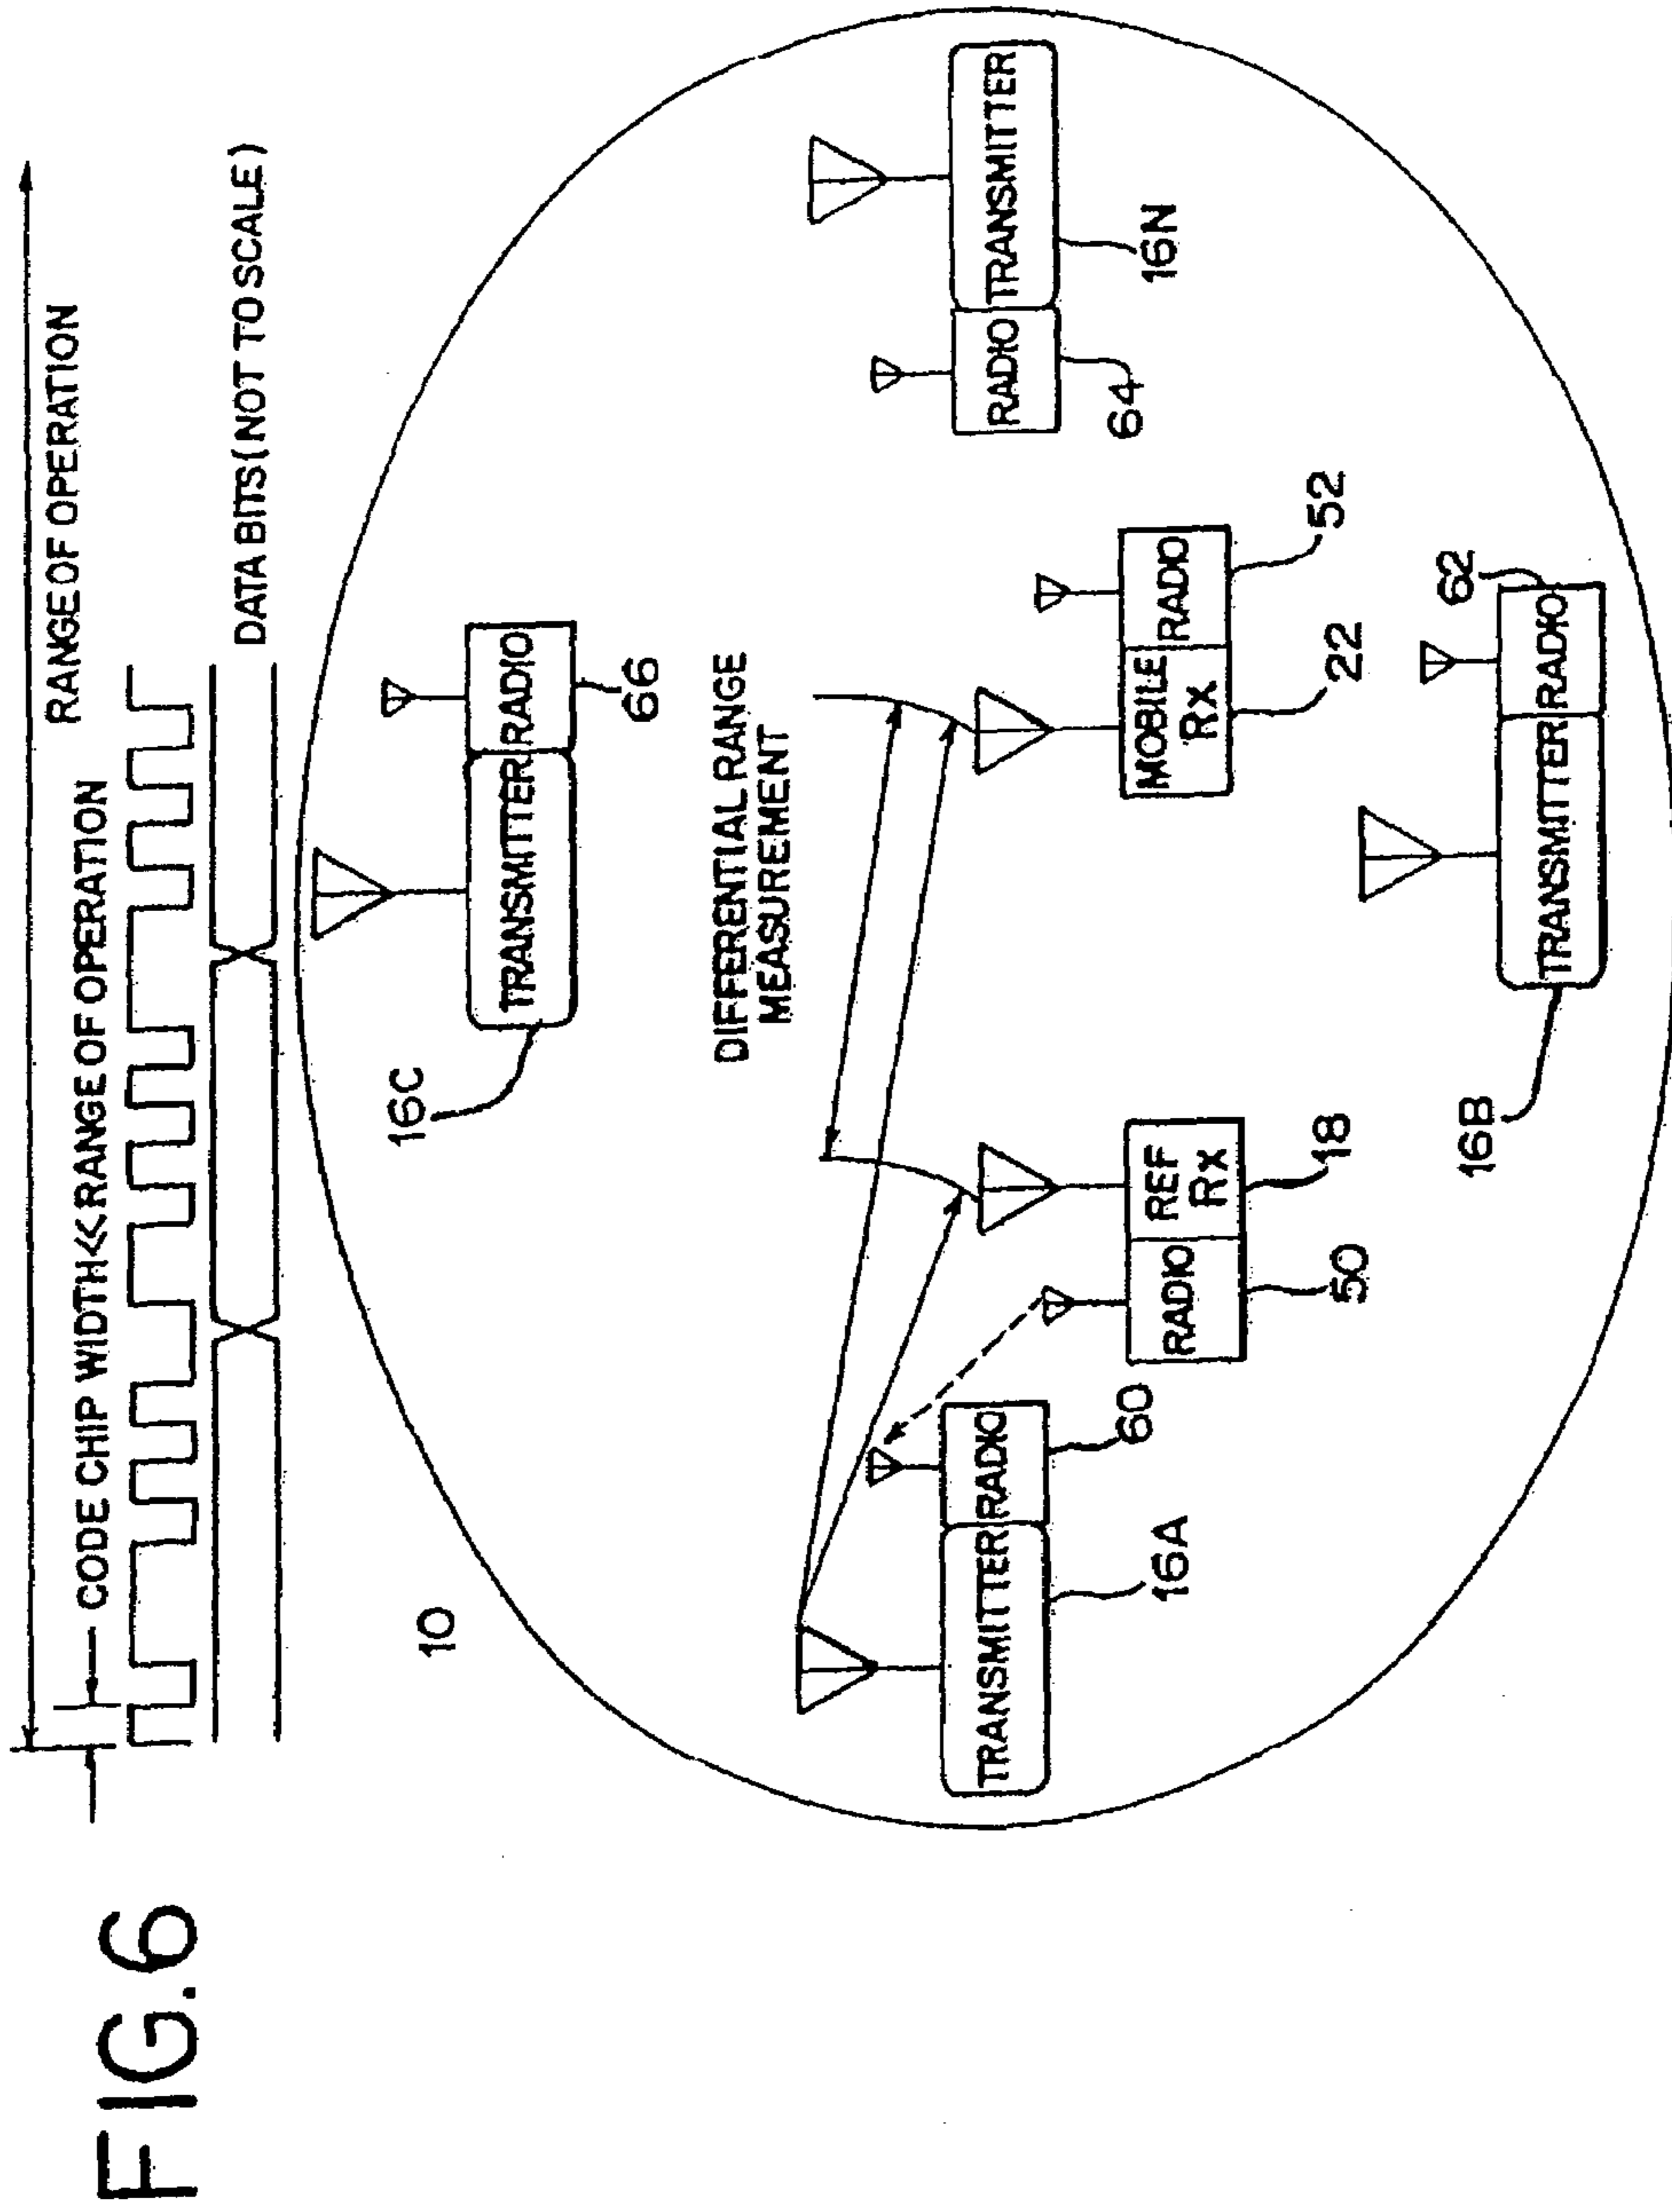 FIG.6
RANGE OF OPERATION
CODE CHIP WIDTH<<RANGE OF OPERATION
DATA BITS(NOT TO SCALE)
10
16C
TRANSMITTER RADIO
66
DIFFERENTIAL RANGE
MEASUREMENT
TRANSMITTER RADIO
16A
60
RADIO
REF
Rx
50
18
MOBILE
Rx
RADIO
22
52
RADIO TRANSMITTER
64
16N
TRANSMITTER RADIO
16B
62